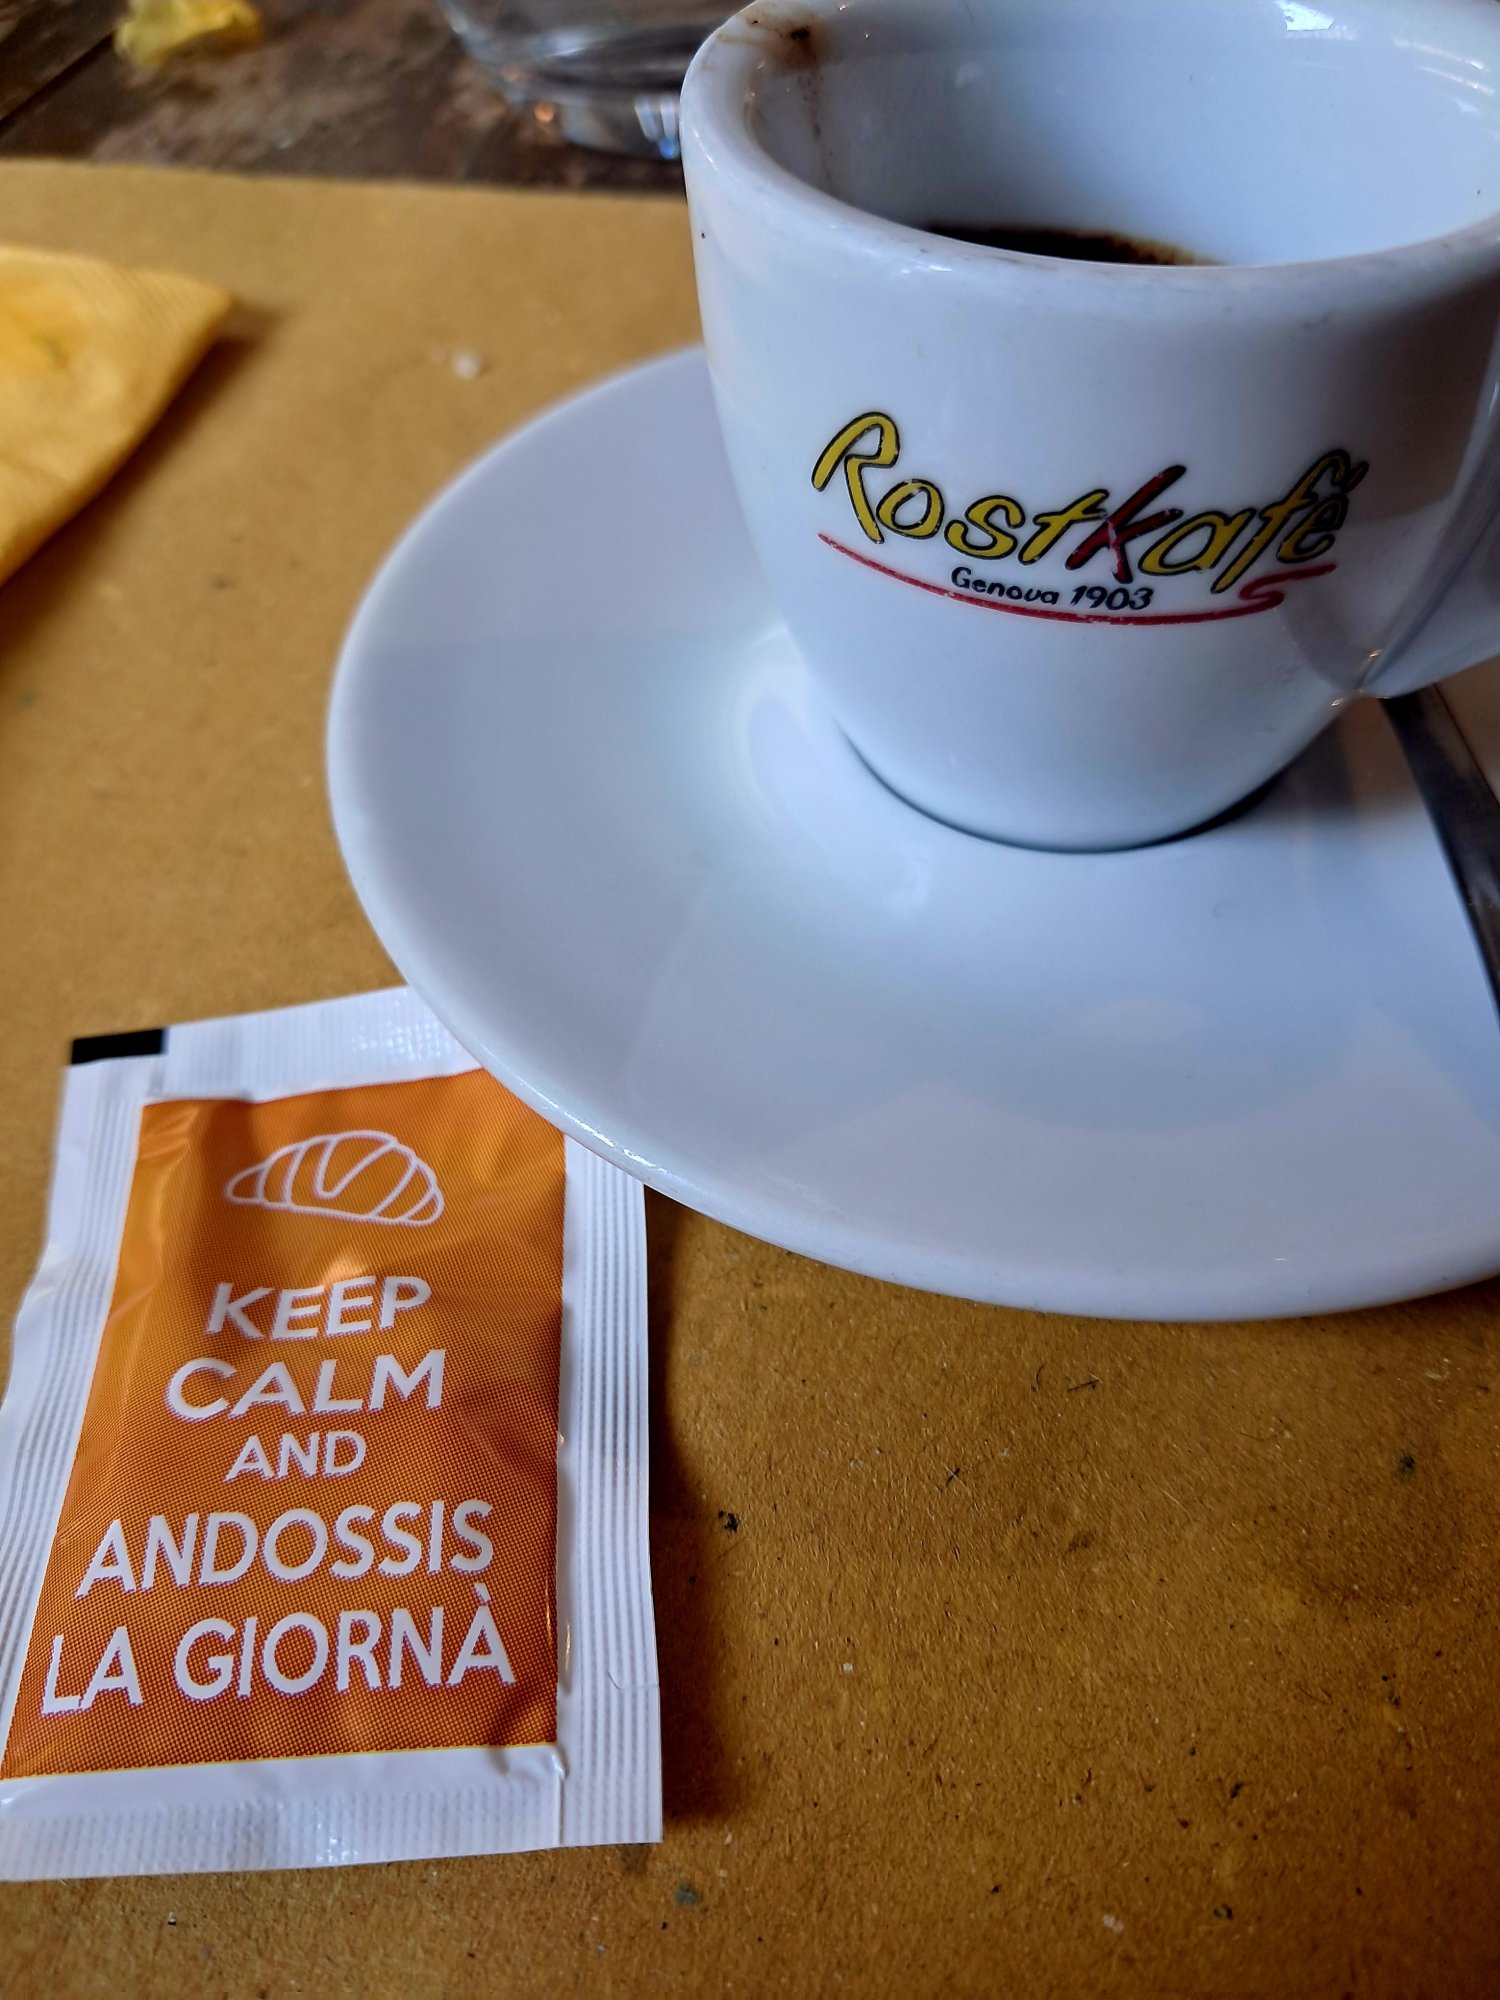 Rostkafè
Genova 1903
KEEP
CALM
AND
ANDOSSIS
LA GIORNÀ